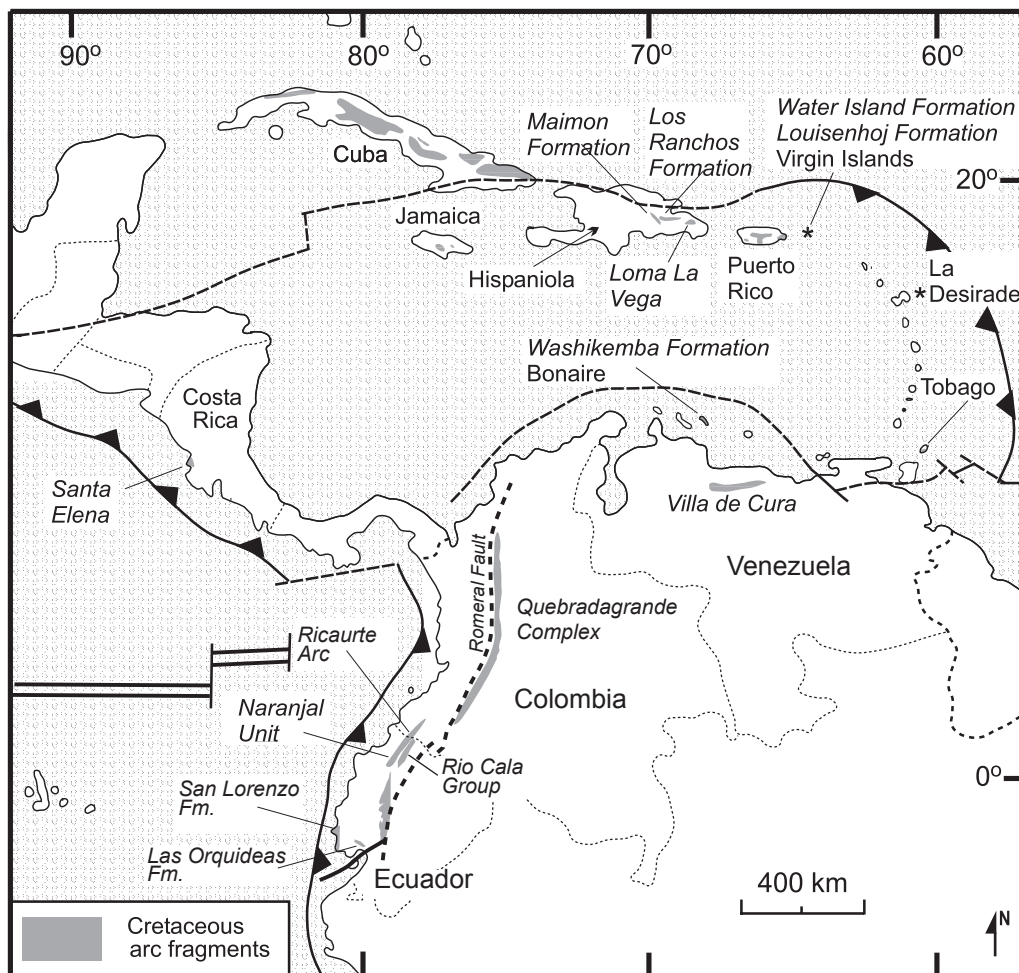 90º
80º
70º
60º
Water Island Formation
Louisenhoj Formation
Virgin Islands
Maimon
Formation
Los
Ranchos
Formation
Cuba
20º
Jamaica
Hispaniola
Loma La
Vega
Puerto
Rico
*
La
Desirade
*
Washikemba Formation
Bonaire
Costa
Rica
Tobago
Santa
Elena
Villa de Cura
Romeral Fault
Venezuela
Quebradagrande
Complex
Ricaurte
Arc
Colombia
Naranjal
Unit
Rio Cala
Group
0º
San Lorenzo
Fm.
Las Orquideas
Fm.
Ecuador
400 km
N
Cretaceous
arc fragments